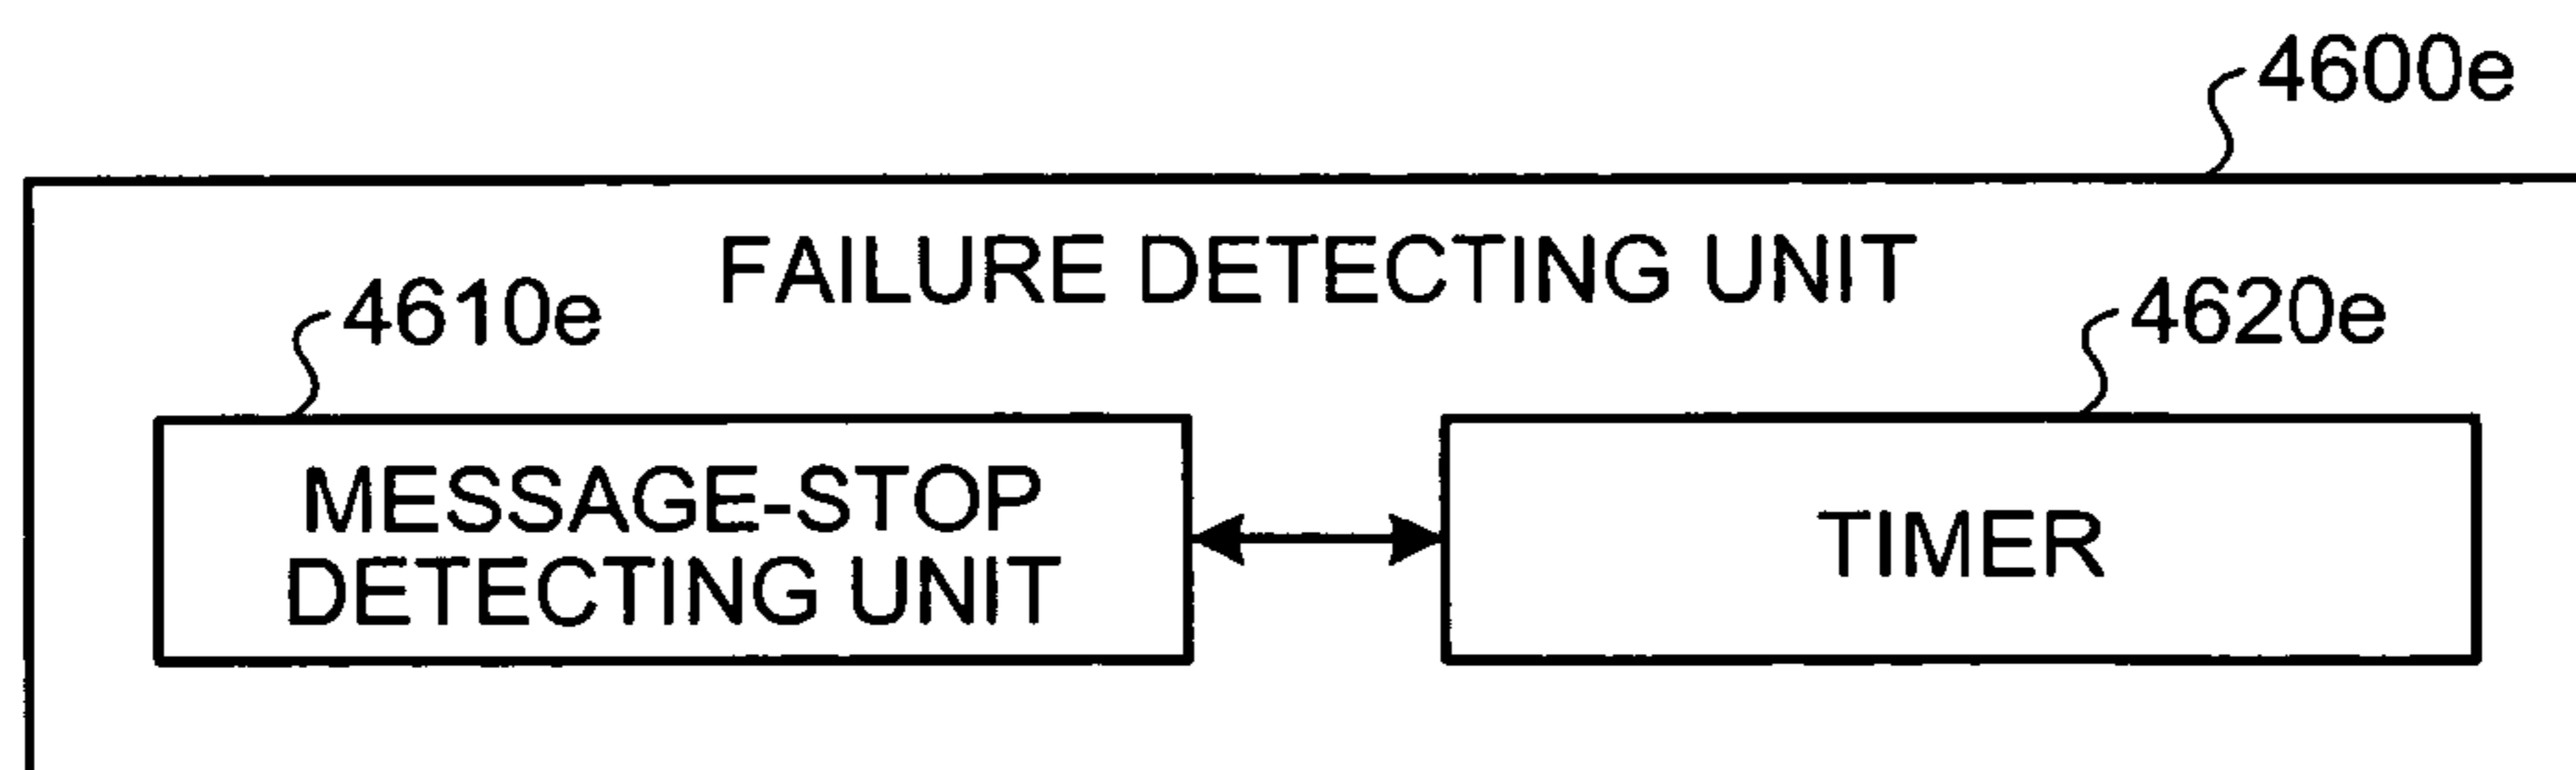 4600e
FAILURE DETECTING UNIT
4610e
4620e
MESSAGE-STOP
DETECTING UNIT
TIMER